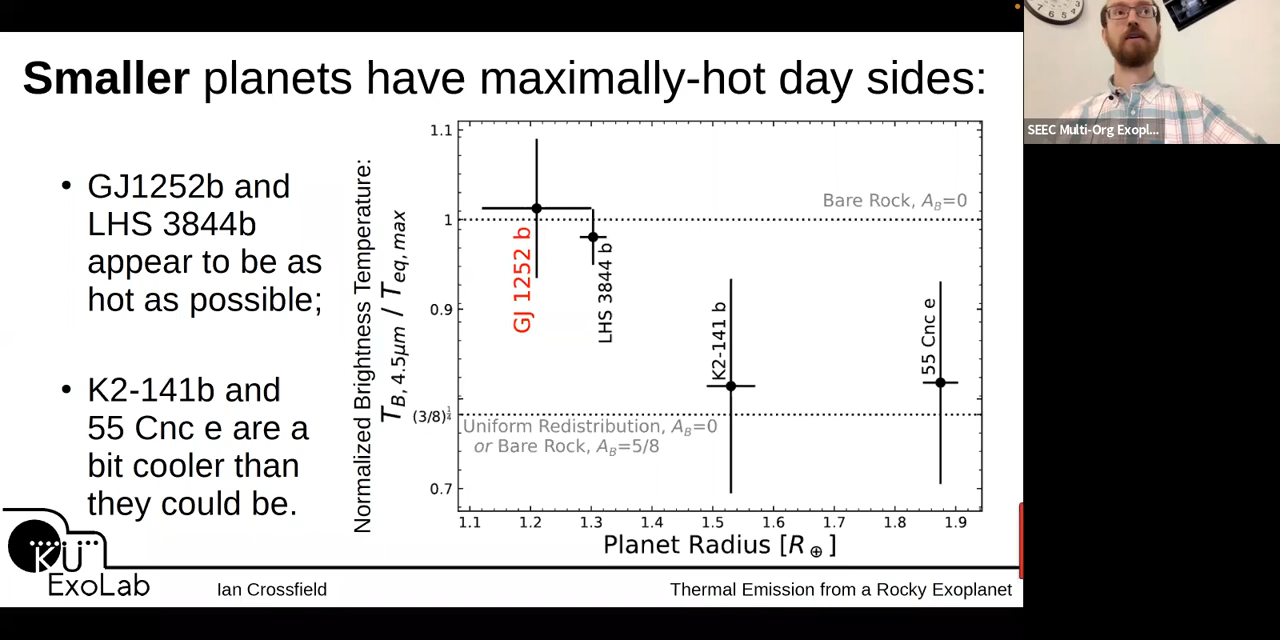 Smaller planets have maximally-hot day sides:
• GJ1252b and
LHS 3844b
appear to be as
hot as possible;
• K2-141b and
55 Cnc e are a
bit cooler than
they could be.
Normalized Brightness Temperature:
T_B, 4.5μm / T_eq, max
1.1
1
0.9
(3/8)^¼
0.7
Bare Rock, A_B=0
GJ 1252 b
LHS 3844 b
K2-141 b
55 Cnc e
Uniform Redistribution, A_B=0
or Bare Rock, A_B=5/8
1.1 1.2 1.3 1.4 1.5 1.6 1.7 1.8 1.9
Planet Radius [R⊕]
KU
ExoLab
Ian Crossfield
Thermal Emission from a Rocky Exoplanet
SEEC Multi-Org Exopl...